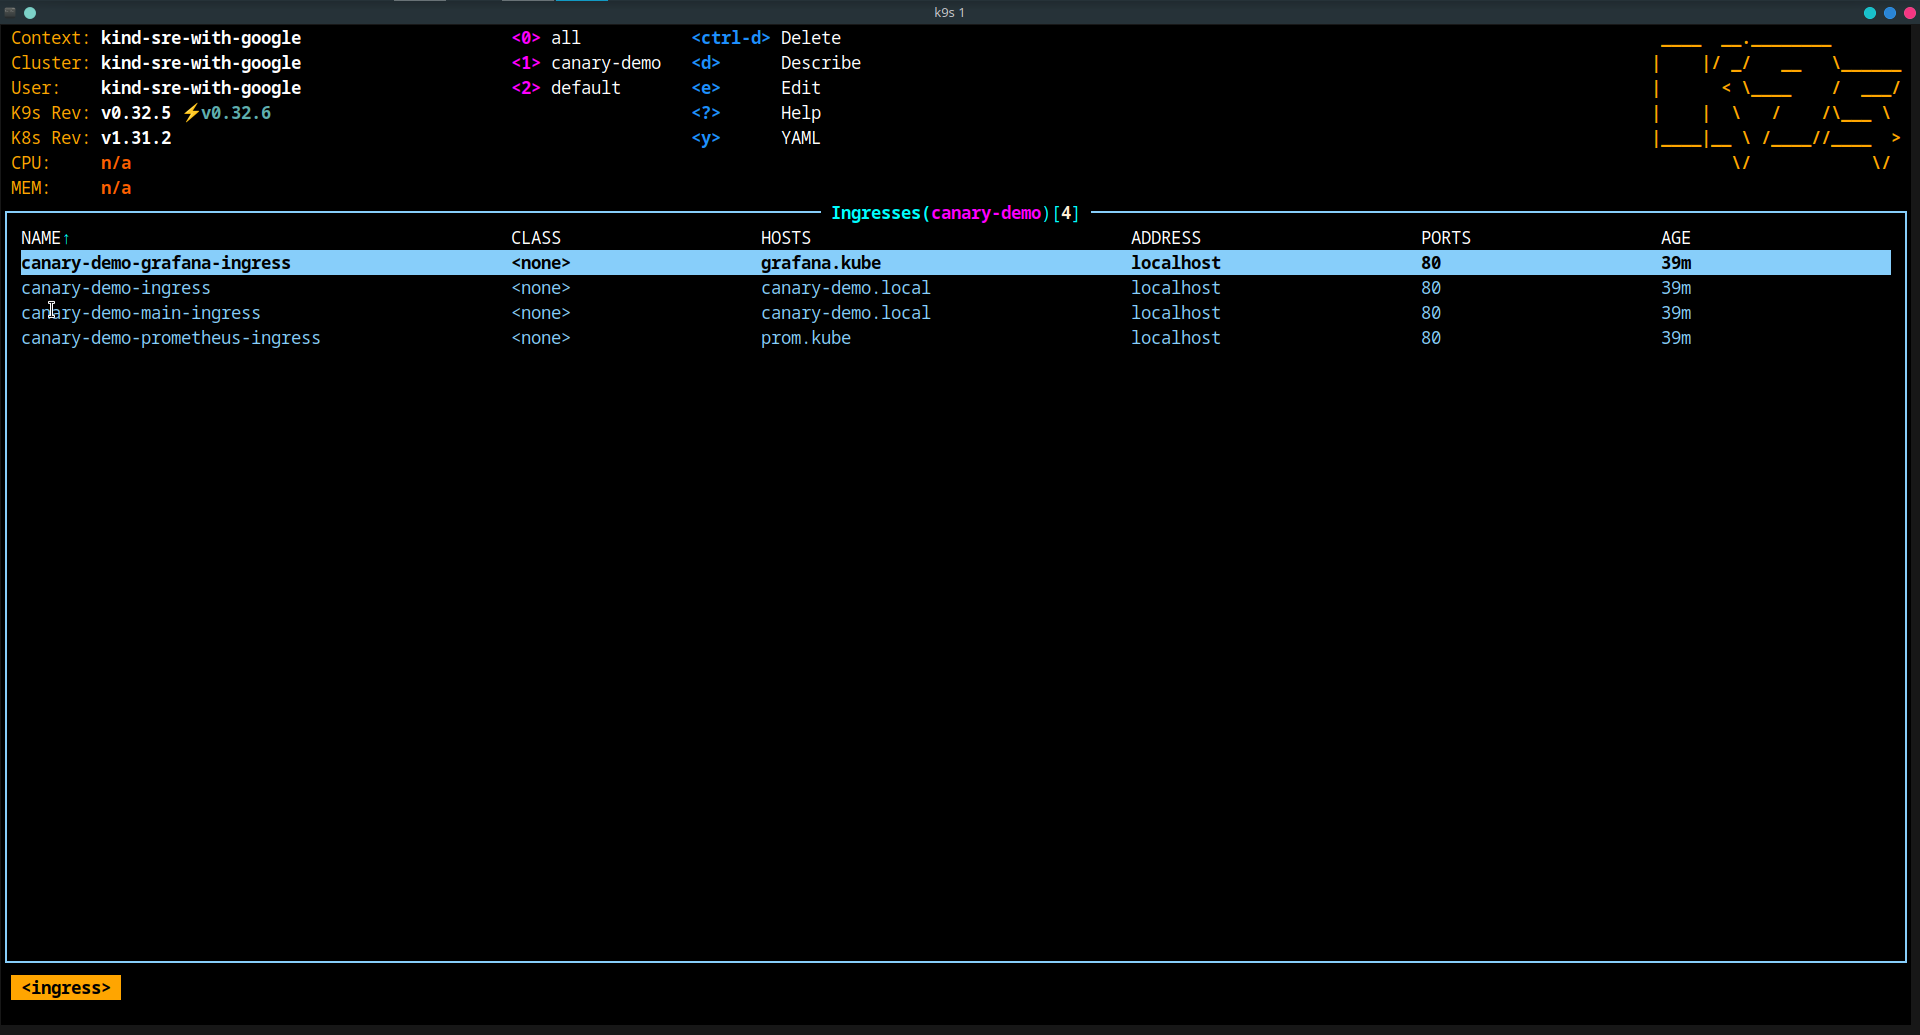 k9s 1
Context: kind-sre-with-google <0> all <ctrl-d> Delete
Cluster: kind-sre-with-google <1> canary-demo <d> Describe
User: kind-sre-with-google <2> default <e> Edit
K9s Rev: v0.32.5 ⚡v0.32.6 <?> Help
K8s Rev: v1.31.2 <y> YAML
CPU: n/a
MEM: n/a
Ingresses(canary-demo)[4]
NAME↑ CLASS HOSTS ADDRESS PORTS AGE
canary-demo-grafana-ingress <none> grafana.kube localhost 80 39m
canary-demo-ingress <none> canary-demo.local localhost 80 39m
canary-demo-main-ingress <none> canary-demo.local localhost 80 39m
canary-demo-prometheus-ingress <none> prom.kube localhost 80 39m
<ingress>